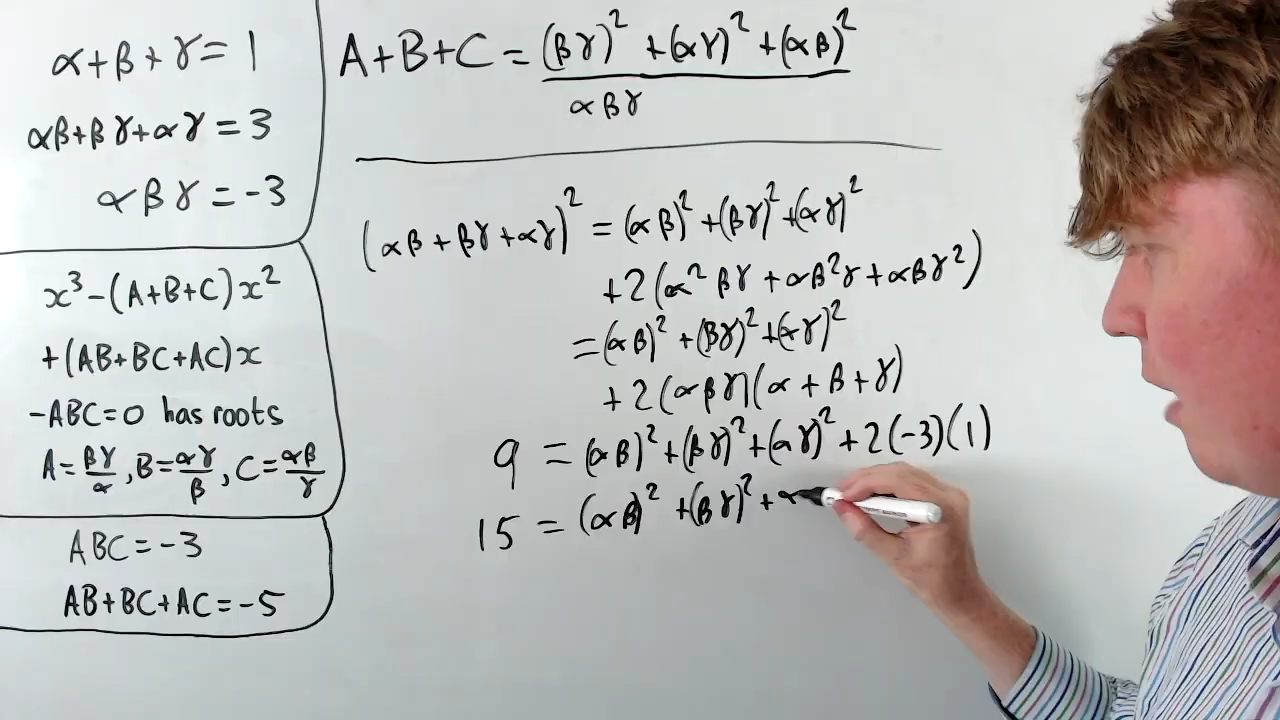 α+β+γ=1
αβ+βγ+αγ=3
αβγ=-3
x³-(A+B+C)x²
+(AB+BC+AC)x
-ABC=0 has roots
A=βγ/α, B=αγ/β, C=αβ/γ
ABC=-3
AB+BC+AC=-5
A+B+C=((βγ)²+(αγ)²+(αβ)²)/αβγ
(αβ+βγ+αγ)²=(αβ)²+(βγ)²+(αγ)²
+2(α²βγ+αβ²γ+αβγ²)
=(αβ)²+(βγ)²+(αγ)²
+2(αβγ)(α+β+γ)
9=(αβ)²+(βγ)²+(αγ)²+2(-3)(1)
15=(αβ)²+(βγ)²+α